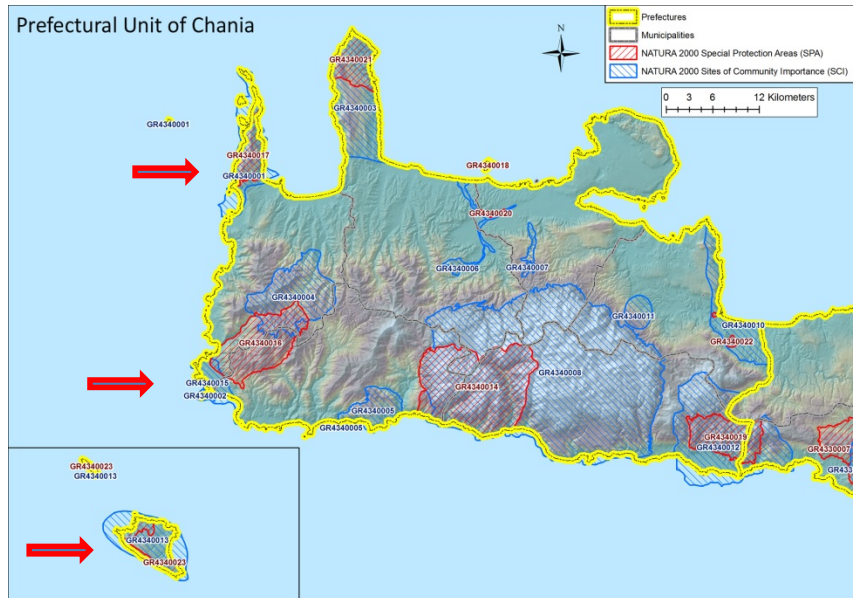 Prefectural Unit of Chania
N
Prefectures
Municipalities
NATURA 2000 Special Protection Areas (SPA)
NATURA 2000 Sites of Community Importance (SCI)
0 3 6 12 Kilometers
GR4340021
GR4340003
GR4340001
GR4340017
GR4340001
GR4340018
GR4340020
GR4340006
GR4340007
GR4340004
GR4340011
GR4340010
GR4340016
GR4340022
GR4340015
GR4340002
GR4340014
GR4340008
GR4340005
GR4340005
GR4340019
GR4340012
GR4330007
GR433
GR4340023
GR4340013
GR4340013
GR4340023